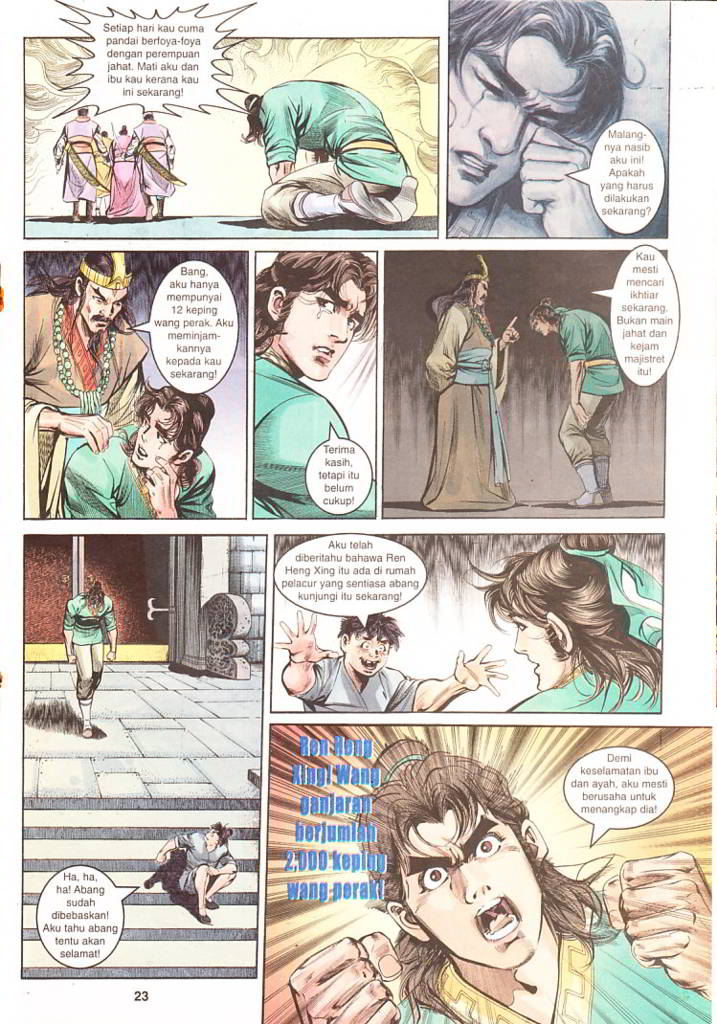 Setiap hari kau cuma
pandai berfoya-foya
dengan perempuan
jahat. Mati aku dan
ibu kau kerana kau
ini sekarang!
Malang-
nya nasib
aku ini!
Apakah
yang harus
dilakukan
sekarang?
Bang,
aku hanya
mempunyai
12 keping
wang perak. Aku
meminjam-
kannya
kepada kau
sekarang!
Terima
kasih,
tetapi itu
belum
cukup!
Kau
mesti
mencari
ikhtiar
sekarang.
Bukan main
jahat dan
kejam
majistret
itu!
Ha, ha,
ha! Abang
sudah
dibebaskan!
Aku tahu abang
tentu akan
selamat!
Aku telah
diberitahu bahawa Ren
Heng Xing itu ada di rumah
pelacur yang sentiasa abang
kunjungi itu sekarang!
Ren Heng
Xing! Wang
ganjaran
berjumlah
2,000 keping
wang perak!
Demi
keselamatan ibu
dan ayah, aku mesti
berusaha untuk
menangkap dia!
23